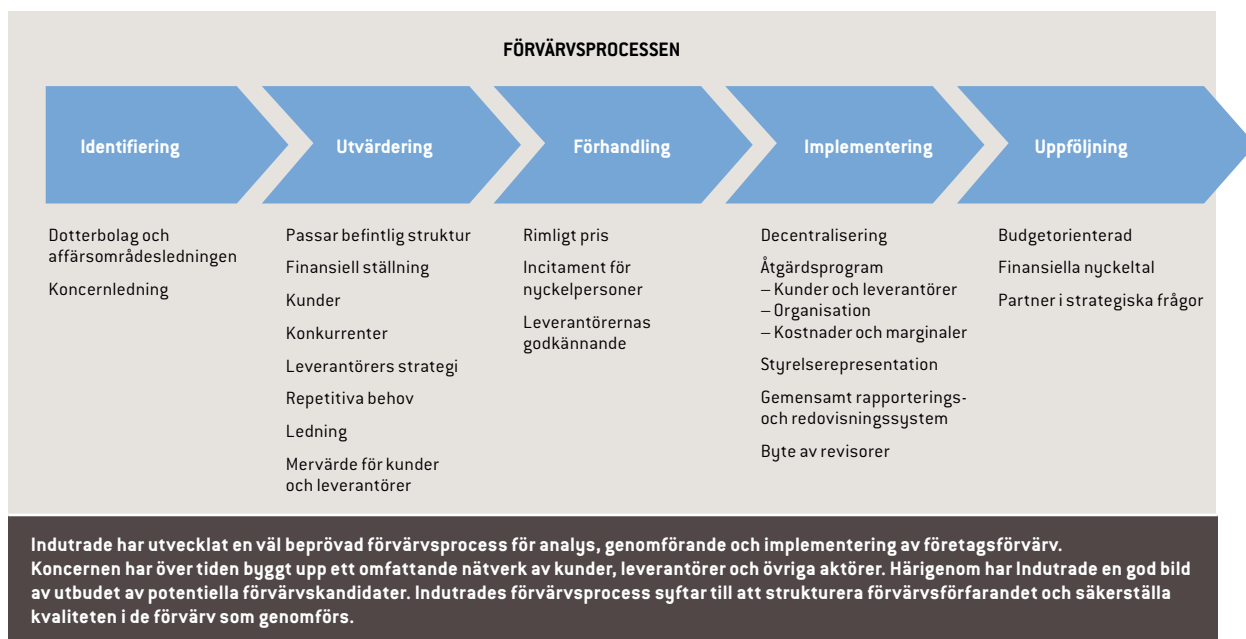 FÖRVÄRVSPROCESSEN
Identifiering
Utvärdering
Förhandling
Implementering
Uppföljning
Dotterbolag och
affärsområdesledningen
Koncernledning
Passar befintlig struktur
Finansiell ställning
Kunder
Konkurrenter
Leverantörers strategi
Repetitiva behov
Ledning
Mervärde för kunder
och leverantörer
Rimligt pris
Incitament för
nyckelpersoner
Leverantörernas
godkännande
Decentralisering
Åtgärdsprogram
– Kunder och leverantörer
– Organisation
– Kostnader och marginaler
Styrelserepresentation
Gemensamt rapporterings-
och redovisningssystem
Byte av revisorer
Budgetorienterad
Finansiella nyckeltal
Partner i strategiska frågor
Indutrade har utvecklat en väl beprövad förvärvsprocess för analys, genomförande och implementering av företagsförvärv.
Koncernen har över tiden byggt upp ett omfattande nätverk av kunder, leverantörer och övriga aktörer. Härigenom har Indutrade en god bild
av utbudet av potentiella förvärvskandidater. Indutrades förvärvsprocess syftar till att strukturera förvärvsförfarandet och säkerställa
kvaliteten i de förvärv som genomförs.